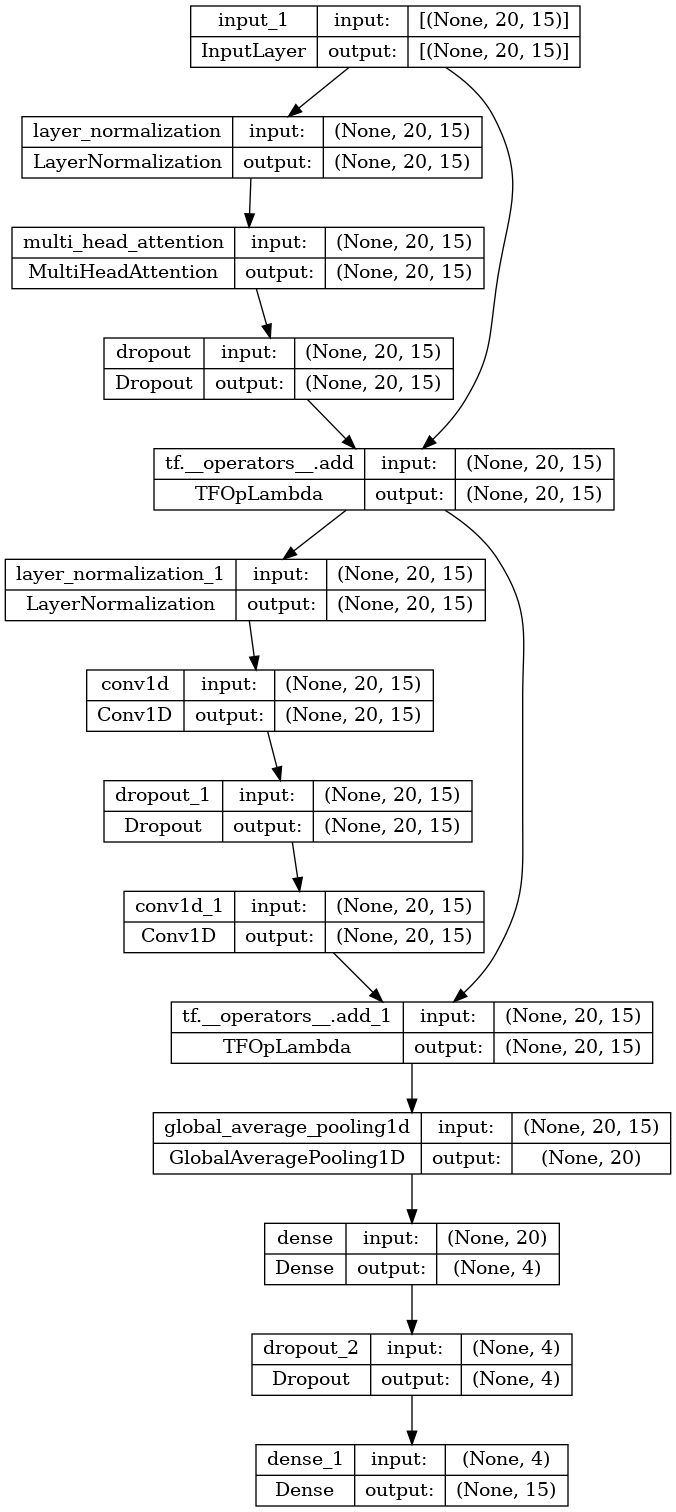 input_1 input: [(None, 20, 15)]
InputLayer output: [(None, 20, 15)]
layer_normalization input: (None, 20, 15)
LayerNormalization output: (None, 20, 15)
multi_head_attention input: (None, 20, 15)
MultiHeadAttention output: (None, 20, 15)
dropout input: (None, 20, 15)
Dropout output: (None, 20, 15)
tf.__operators__.add input: (None, 20, 15)
TFOpLambda output: (None, 20, 15)
layer_normalization_1 input: (None, 20, 15)
LayerNormalization output: (None, 20, 15)
conv1d input: (None, 20, 15)
Conv1D output: (None, 20, 15)
dropout_1 input: (None, 20, 15)
Dropout output: (None, 20, 15)
conv1d_1 input: (None, 20, 15)
Conv1D output: (None, 20, 15)
tf.__operators__.add_1 input: (None, 20, 15)
TFOpLambda output: (None, 20, 15)
global_average_pooling1d input: (None, 20, 15)
GlobalAveragePooling1D output: (None, 20)
dense input: (None, 20)
Dense output: (None, 4)
dropout_2 input: (None, 4)
Dropout output: (None, 4)
dense_1 input: (None, 4)
Dense output: (None, 15)